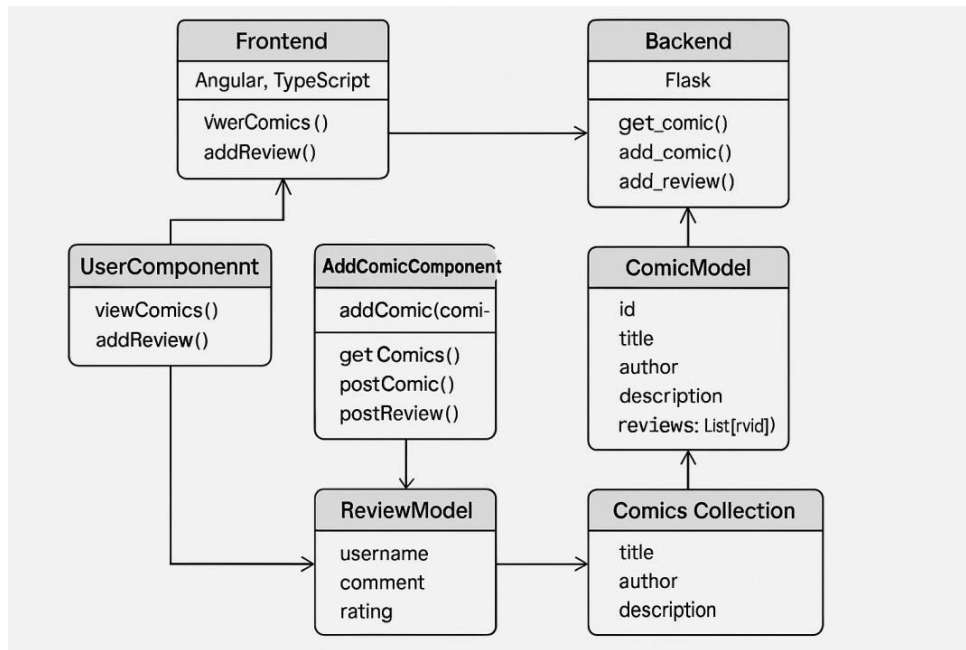 Frontend
Angular, TypeScript
vwerComics()
addReview()
Backend
Flask
get_comic()
add_comic()
add_review()
UserComponennt
viewComics()
addReview()
AddComicComponent
addComic(comi-
get Comics()
postComic()
postReview()
ComicModel
id
title
author
description
reviews: List[rvid])
ReviewModel
username
comment
rating
Comics Collection
title
author
description